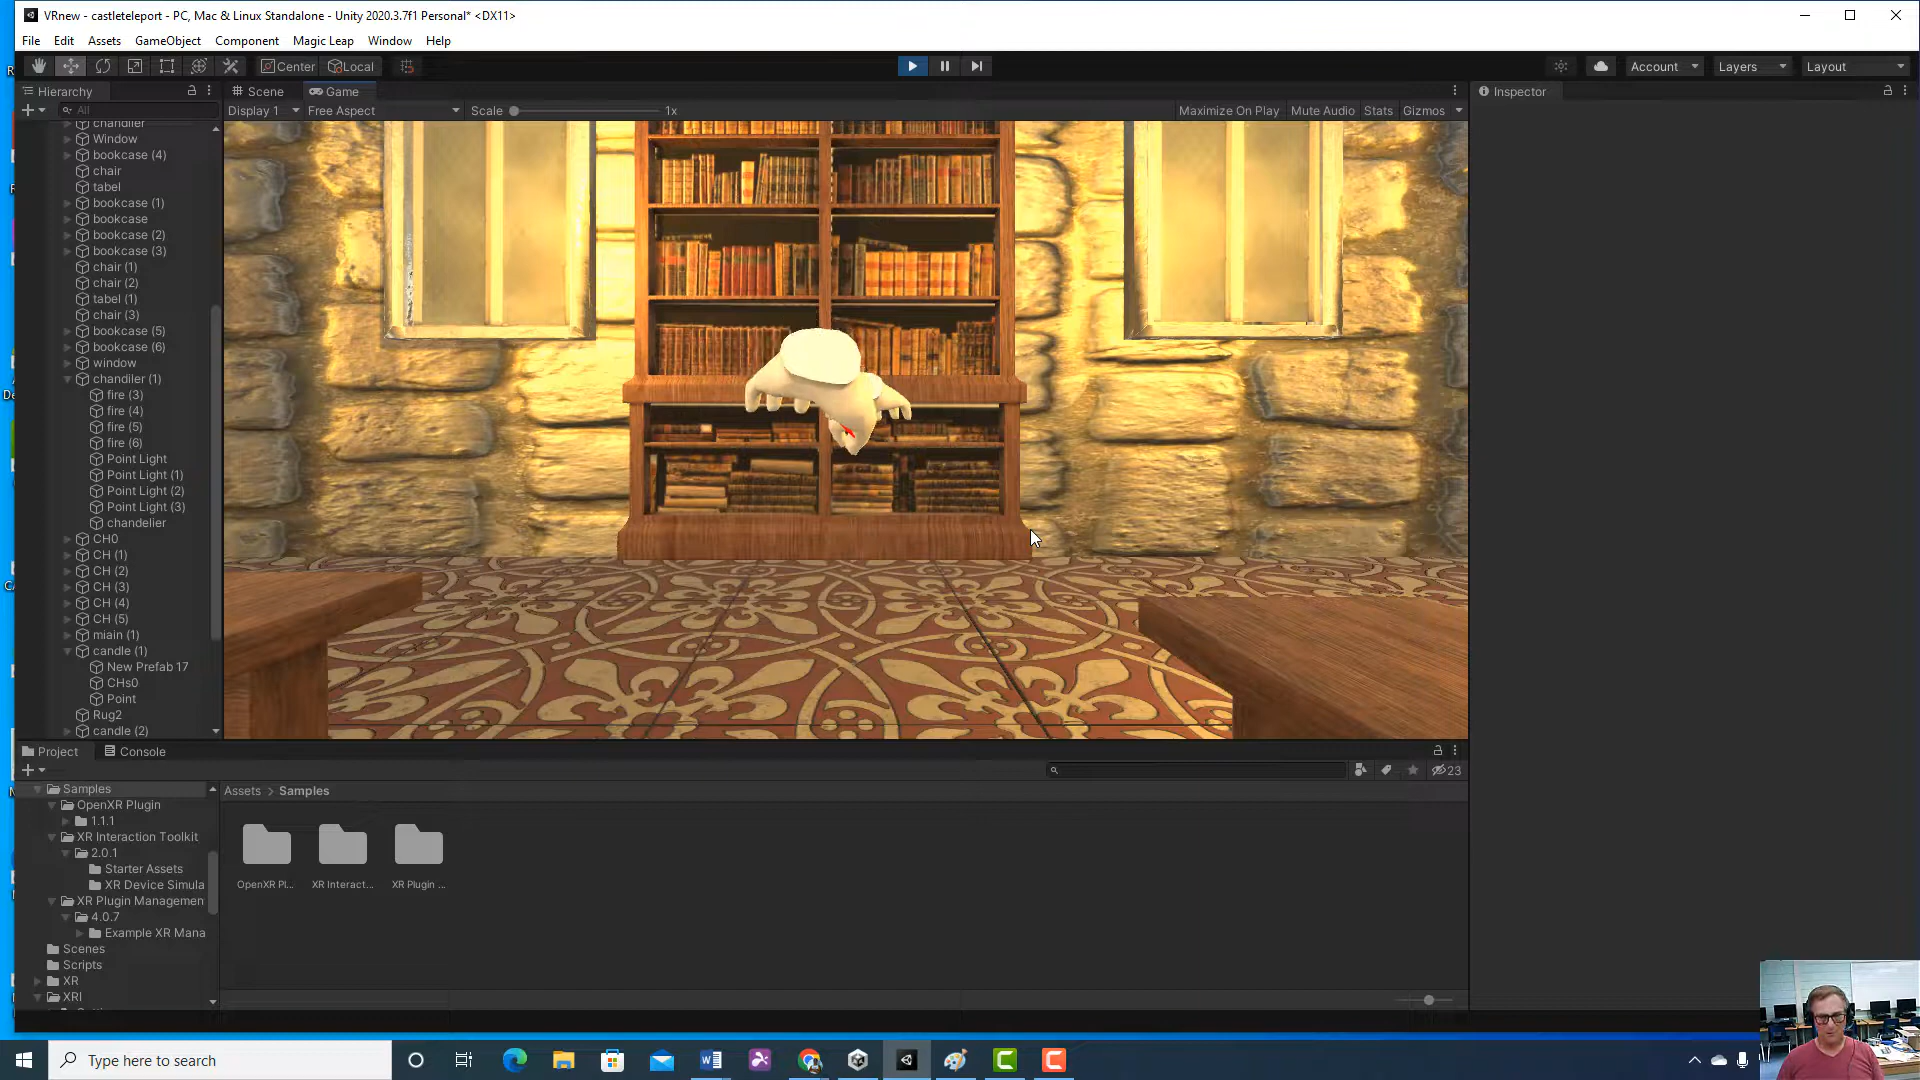 VRnew - castleteleport - PC, Mac & Linux Standalone - Unity 2020.3.7f1 Personal* <DX11>
File Edit Assets GameObject Component Magic Leap Window Help
Center Local Account Layers Layout
Hierarchy Scene Game Inspector
All Display 1 Free Aspect Scale 1x Maximize On Play Mute Audio Stats Gizmos
chandiler
Window
bookcase (4)
chair
tabel
bookcase (1)
bookcase
bookcase (2)
bookcase (3)
chair (1)
chair (2)
tabel (1)
chair (3)
bookcase (5)
bookcase (6)
window
chandiler (1)
fire (3)
fire (4)
fire (5)
fire (6)
Point Light
Point Light (1)
Point Light (2)
Point Light (3)
chandelier
CH0
CH (1)
CH (2)
CH (3)
CH (4)
CH (5)
miain (1)
candle (1)
New Prefab 17
CHs0
Point
Rug2
candle (2)
Project Console
23
Samples
OpenXR Plugin
1.1.1
XR Interaction Toolkit
2.0.1
Starter Assets
XR Device Simula
XR Plugin Managemen
4.0.7
Example XR Mana
Scenes
Scripts
XR
XRI
Assets > Samples
OpenXR Pl... XR Interact... XR Plugin ...
Type here to search